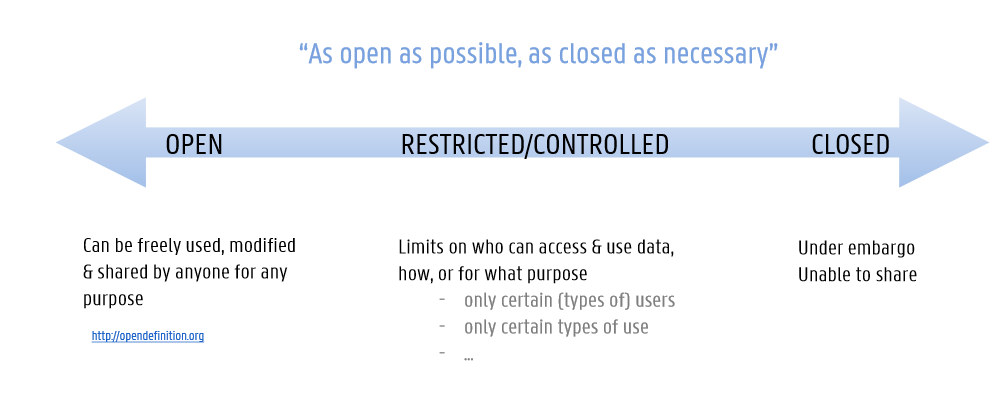 “As open as possible, as closed as necessary”
OPEN
RESTRICTED/CONTROLLED
CLOSED
Can be freely used, modified
& shared by anyone for any
purpose
http://opendefinition.org
Limits on who can access & use data,
how, or for what purpose
- only certain (types of) users
- only certain types of use
- ...
Under embargo
Unable to share